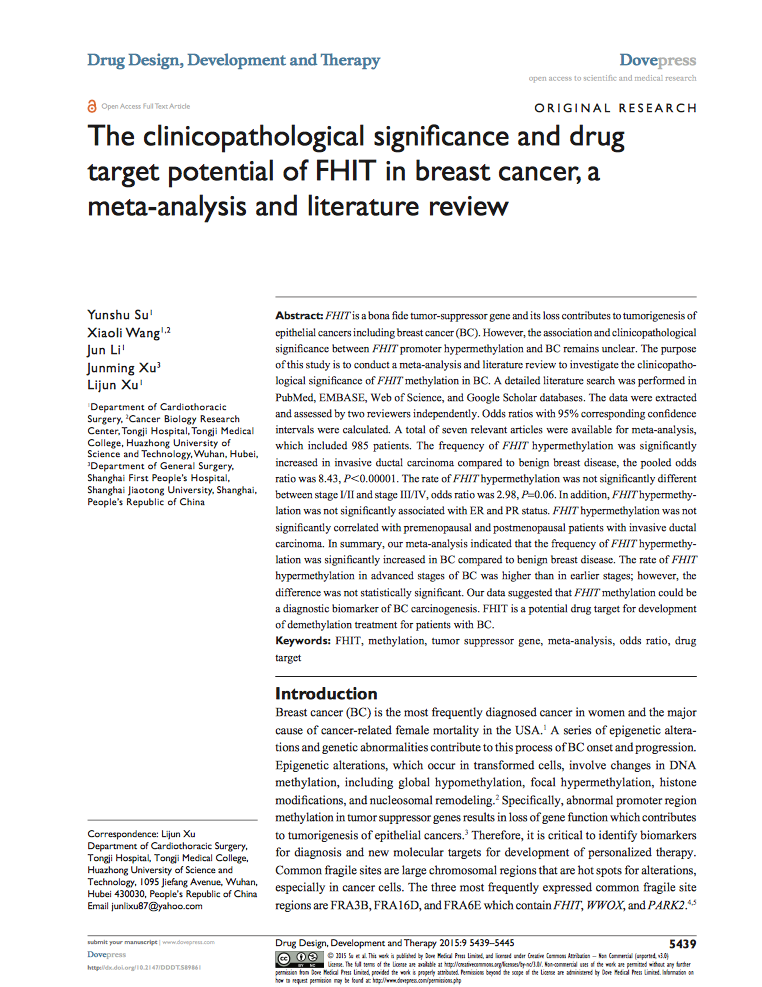 Drug Design, Development and Therapy
Dovepress
open access to scientific and medical research
Open Access Full Text Article
ORIGINAL RESEARCH
The clinicopathological significance and drug
target potential of FHIT in breast cancer, a
meta-analysis and literature review
Yunshu Su1
Xiaoli Wang1,2
Jun Li1
Junming Xu3
Lijun Xu1
1Department of Cardiothoracic
Surgery, 2Cancer Biology Research
Center, Tongji Hospital, Tongji Medical
College, Huazhong University of
Science and Technology, Wuhan, Hubei,
3Department of General Surgery,
Shanghai First People's Hospital,
Shanghai Jiaotong University, Shanghai,
People's Republic of China
Abstract: FHIT is a bona fide tumor-suppressor gene and its loss contributes to tumorigenesis of
epithelial cancers including breast cancer (BC). However, the association and clinicopathological
significance between FHIT promoter hypermethylation and BC remains unclear. The purpose
of this study is to conduct a meta-analysis and literature review to investigate the clinicopatho-
logical significance of FHIT methylation in BC. A detailed literature search was performed in
PubMed, EMBASE, Web of Science, and Google Scholar databases. The data were extracted
and assessed by two reviewers independently. Odds ratios with 95% corresponding confidence
intervals were calculated. A total of seven relevant articles were available for meta-analysis,
which included 985 patients. The frequency of FHIT hypermethylation was significantly
increased in invasive ductal carcinoma compared to benign breast disease, the pooled odds
ratio was 8.43, P<0.00001. The rate of FHIT hypermethylation was not significantly different
between stage I/II and stage III/IV, odds ratio was 2.98, P=0.06. In addition, FHIT hypermethy-
lation was not significantly associated with ER and PR status. FHIT hypermethylation was not
significantly correlated with premenopausal and postmenopausal patients with invasive ductal
carcinoma. In summary, our meta-analysis indicated that the frequency of FHIT hypermethy-
lation was significantly increased in BC compared to benign breast disease. The rate of FHIT
hypermethylation in advanced stages of BC was higher than in earlier stages; however, the
difference was not statistically significant. Our data suggested that FHIT methylation could be
a diagnostic biomarker of BC carcinogenesis. FHIT is a potential drug target for development
of demethylation treatment for patients with BC.
Keywords: FHIT, methylation, tumor suppressor gene, meta-analysis, odds ratio, drug
target
Introduction
Breast cancer (BC) is the most frequently diagnosed cancer in women and the major
cause of cancer-related female mortality in the USA.1 A series of epigenetic altera-
tions and genetic abnormalities contribute to this process of BC onset and progression.
Epigenetic alterations, which occur in transformed cells, involve changes in DNA
methylation, including global hypomethylation, focal hypermethylation, histone
modifications, and nucleosomal remodeling.2 Specifically, abnormal promoter region
methylation in tumor suppressor genes results in loss of gene function which contributes
to tumorigenesis of epithelial cancers.3 Therefore, it is critical to identify biomarkers
for diagnosis and new molecular targets for development of personalized therapy.
Common fragile sites are large chromosomal regions that are hot spots for alterations,
especially in cancer cells. The three most frequently expressed common fragile site
regions are FRA3B, FRA16D, and FRA6E which contain FHIT, WWOX, and PARK2.4,5
Correspondence: Lijun Xu
Department of Cardiothoracic Surgery,
Tongji Hospital, Tongji Medical College,
Huazhong University of Science and
Technology, 1095 Jiefang Avenue, Wuhan,
Hubei 430030, People's Republic of China
Email junlixu87@yahoo.com
submit your manuscript | www.dovepress.com
Dovepress
http://dx.doi.org/10.2147/DDDT.S89861
Drug Design, Development and Therapy 2015:9 5439–5445
5439
© 2015 Su et al. This work is published by Dove Medical Press Limited, and licensed under Creative Commons Attribution — Non Commercial (unported, v3.0)
License. The full terms of the License are available at http://creativecommons.org/licenses/by-nc/3.0/. Non-commercial uses of the work are permitted without any further
permission from Dove Medical Press Limited, provided the work is properly attributed. Permissions beyond the scope of the License are administered by Dove Medical Press Limited. Information on
how to request permission may be found at: http://www.dovepress.com/permissions.php